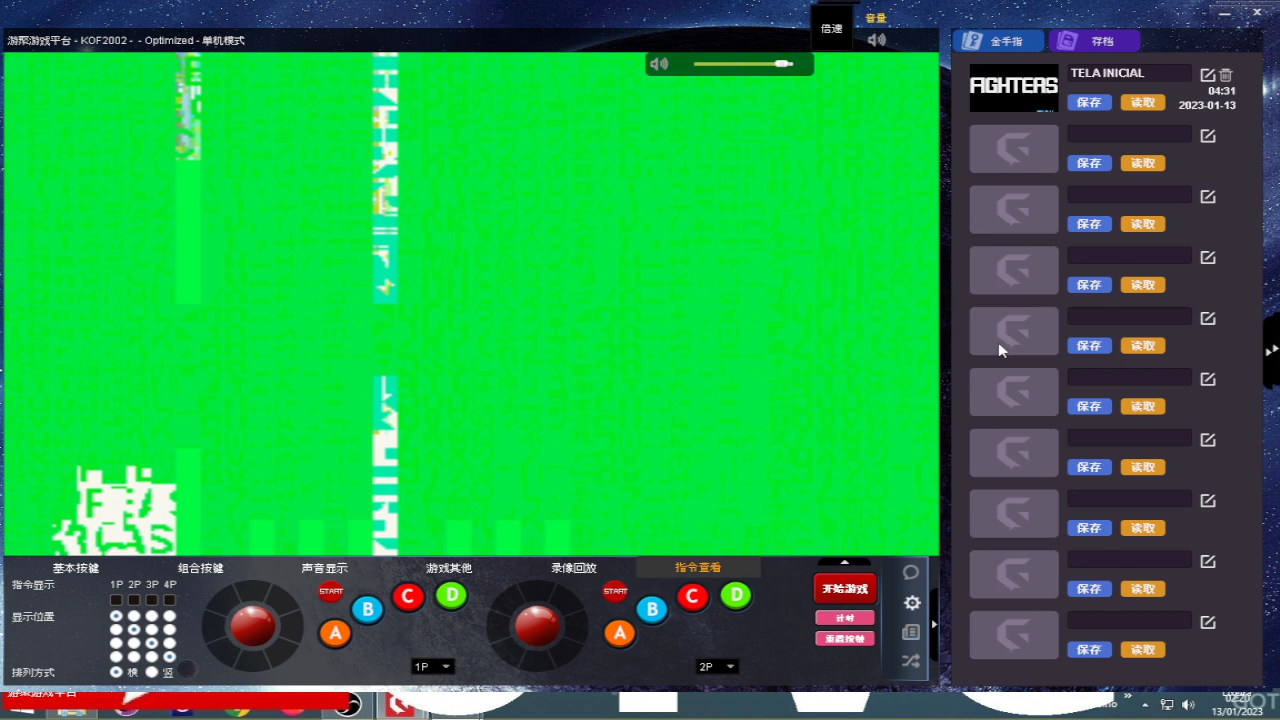 倍速
音量
游聚游戏平台 - KOF2002 - - Optimized - 单机模式
金手指
存档
FIGHTERS
TELA INICIAL
04:31
保存
读取
2023-01-13
保存
读取
保存
读取
保存
读取
保存
读取
保存
读取
保存
读取
保存
读取
保存
读取
保存
读取
基本按键
组合按键
声音显示
游戏其他
录像回放
指令查看
指令显示
1P 2P 3P 4P
显示位置
排列方式
横
竖
START
A
B
C
D
1P
START
A
B
C
D
2P
开始游戏
计时
重置按键
游聚游戏平台
13/01/2023